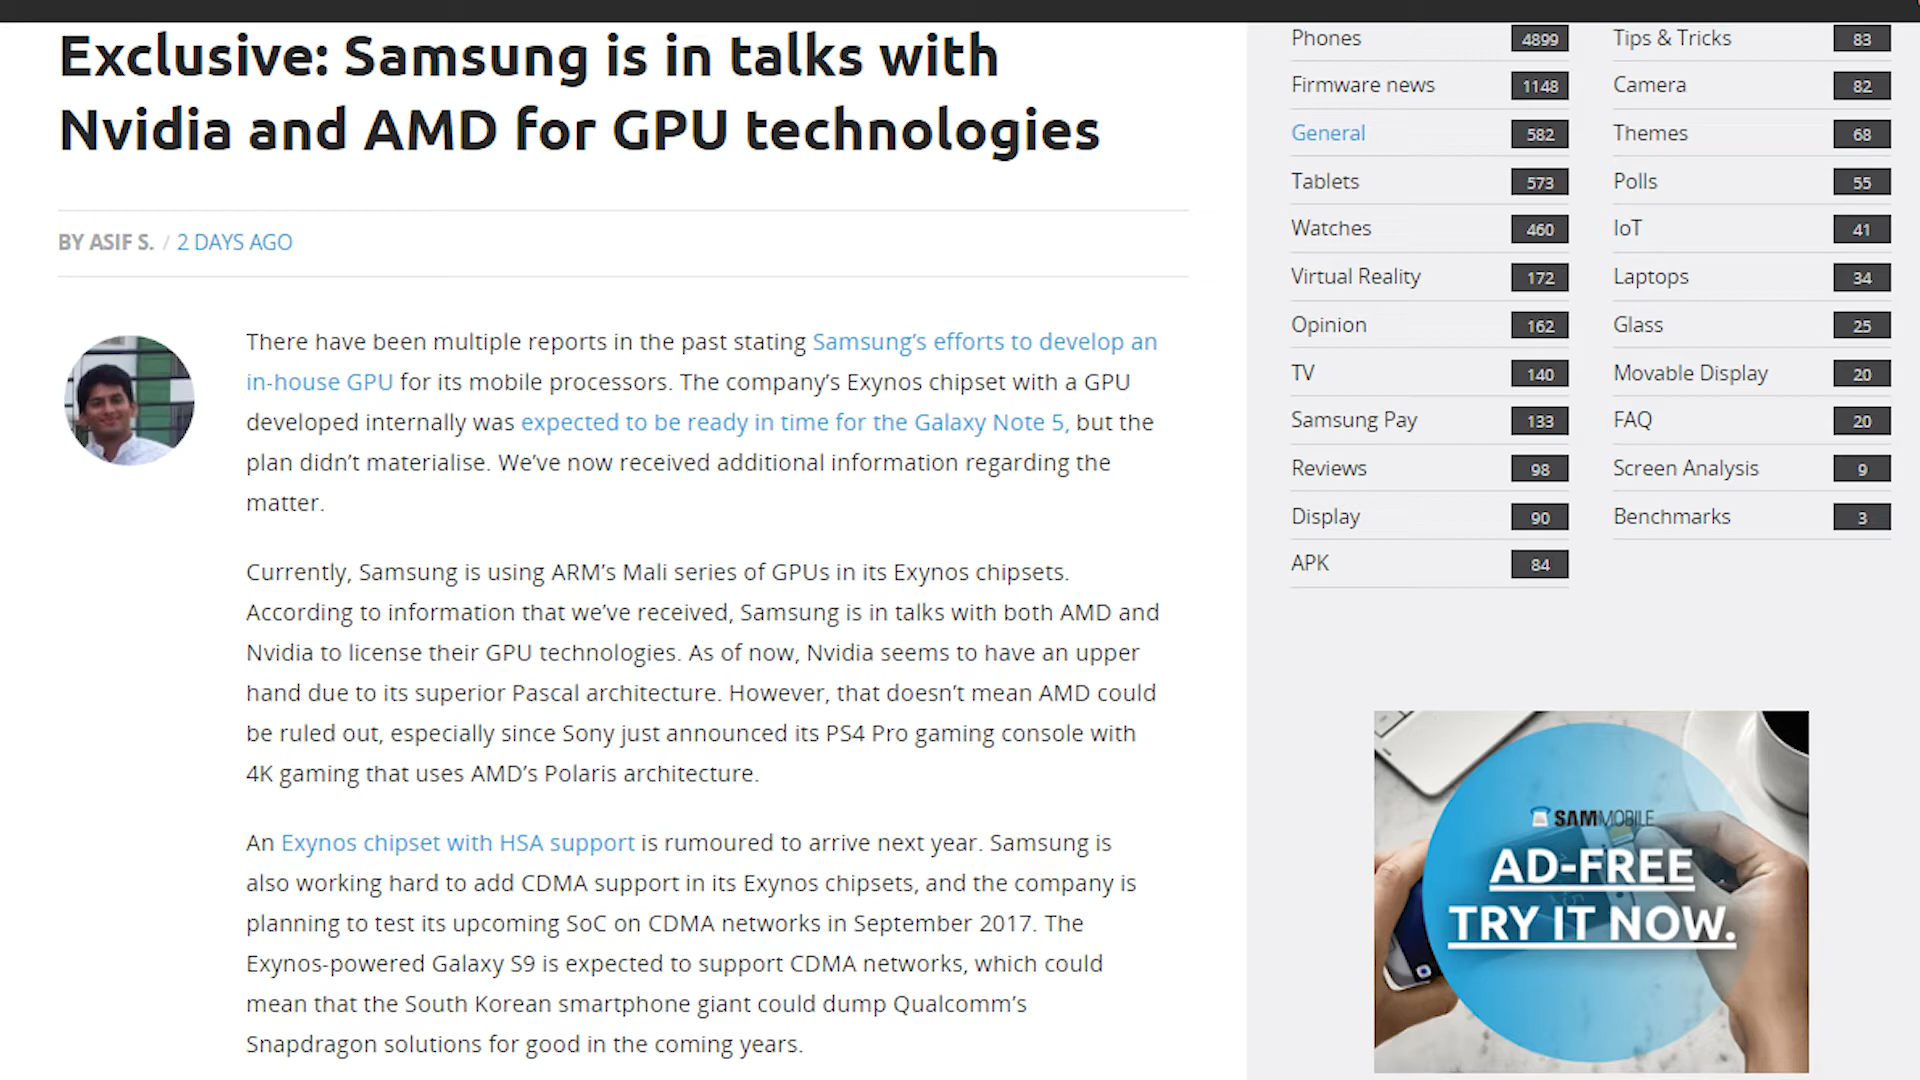 Exclusive: Samsung is in talks with
Nvidia and AMD for GPU technologies
BY ASIF S. / 2 DAYS AGO
There have been multiple reports in the past stating Samsung’s efforts to develop an
in-house GPU for its mobile processors. The company’s Exynos chipset with a GPU
developed internally was expected to be ready in time for the Galaxy Note 5, but the
plan didn’t materialise. We’ve now received additional information regarding the
matter.
Currently, Samsung is using ARM’s Mali series of GPUs in its Exynos chipsets.
According to information that we’ve received, Samsung is in talks with both AMD and
Nvidia to license their GPU technologies. As of now, Nvidia seems to have an upper
hand due to its superior Pascal architecture. However, that doesn’t mean AMD could
be ruled out, especially since Sony just announced its PS4 Pro gaming console with
4K gaming that uses AMD’s Polaris architecture.
An Exynos chipset with HSA support is rumoured to arrive next year. Samsung is
also working hard to add CDMA support in its Exynos chipsets, and the company is
planning to test its upcoming SoC on CDMA networks in September 2017. The
Exynos-powered Galaxy S9 is expected to support CDMA networks, which could
mean that the South Korean smartphone giant could dump Qualcomm’s
Snapdragon solutions for good in the coming years.
Phones 4899
Firmware news 1148
General 582
Tablets 573
Watches 460
Virtual Reality 172
Opinion 162
TV 140
Samsung Pay 133
Reviews 98
Display 90
APK 84
Tips & Tricks 83
Camera 82
Themes 68
Polls 55
IoT 41
Laptops 34
Glass 25
Movable Display 20
FAQ 20
Screen Analysis 9
Benchmarks 3
SAMMOBILE
AD-FREE
TRY IT NOW.